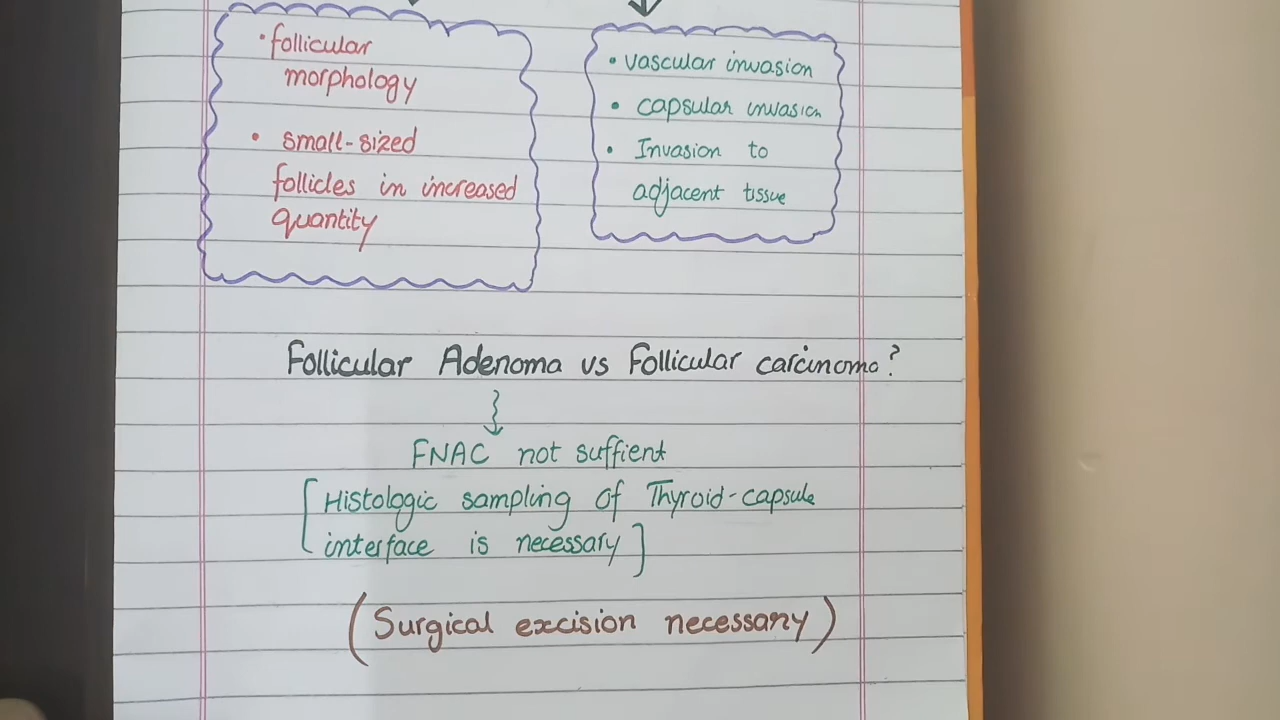 • follicular
morphology
• small-sized
follicles in increased
quantity
• vascular invasion
• capsular invasion
• Invasion to
adjacent tissue
Follicular Adenoma vs Follicular carcinoma?
FNAC not suffient
[Histologic sampling of Thyroid-capsule
interface is necessary]
(Surgical excision necessary)